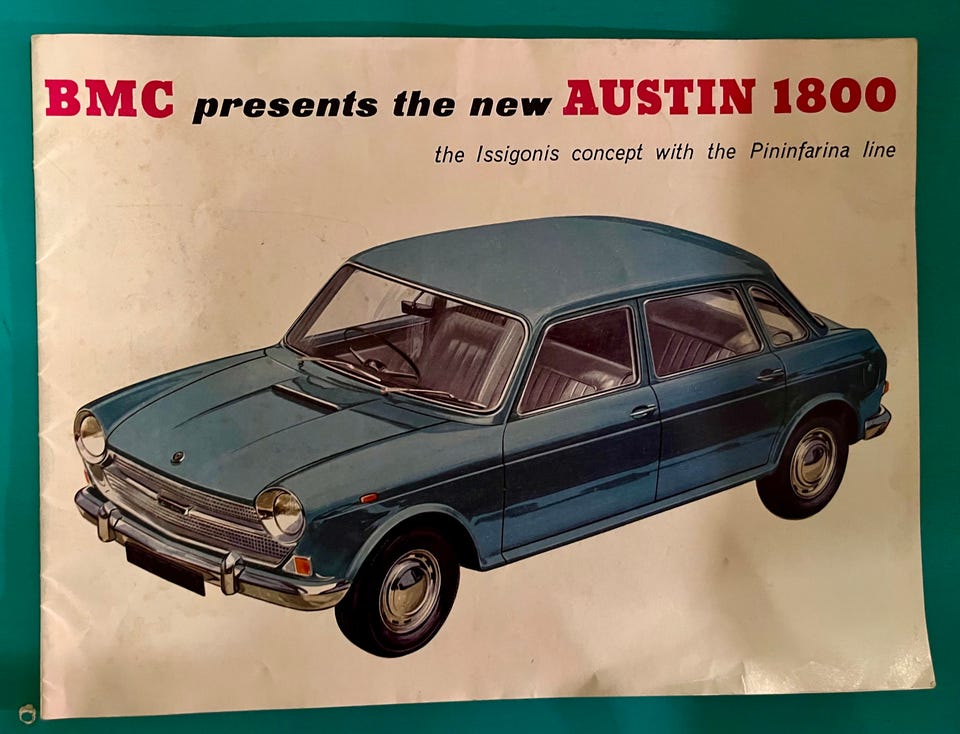 BMC presents the new AUSTIN 1800
the Issigonis concept with the Pininfarina line